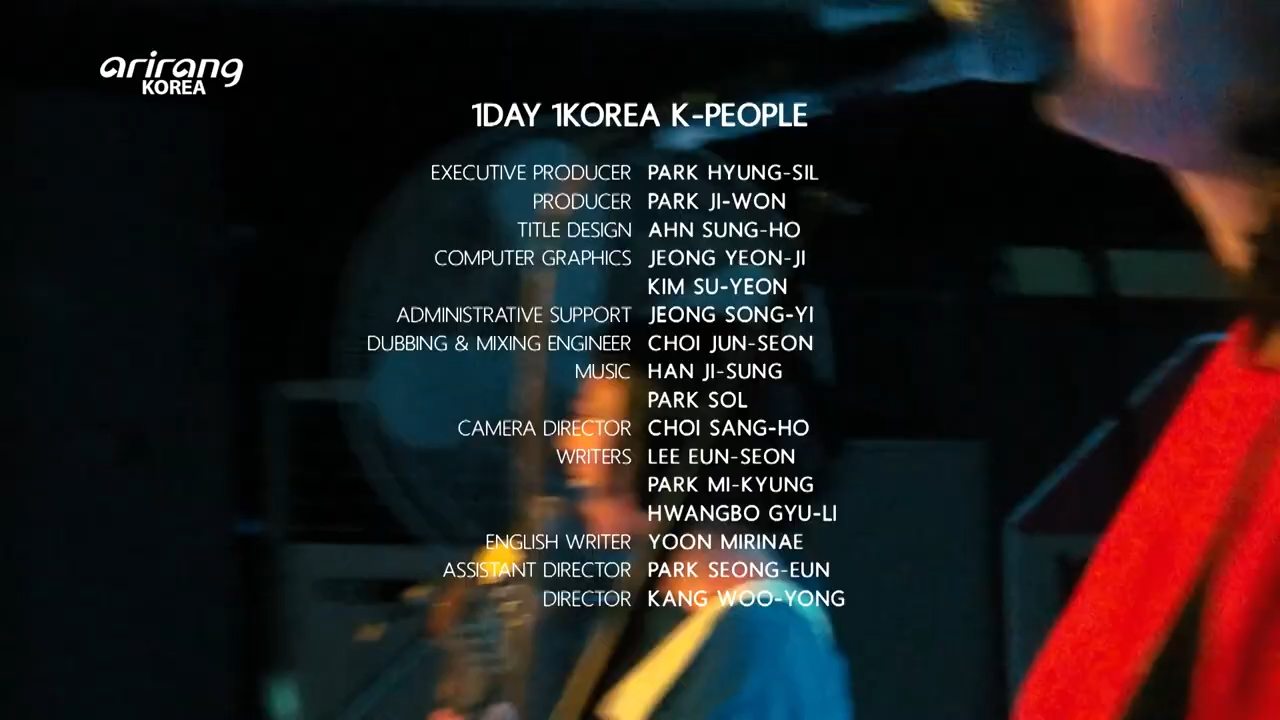 arirang
KOREA
1DAY 1KOREA K-PEOPLE
EXECUTIVE PRODUCER PARK HYUNG-SIL
PRODUCER PARK JI-WON
TITLE DESIGN AHN SUNG-HO
COMPUTER GRAPHICS JEONG YEON-JI
KIM SU-YEON
ADMINISTRATIVE SUPPORT JEONG SONG-YI
DUBBING & MIXING ENGINEER CHOI JUN-SEON
MUSIC HAN JI-SUNG
PARK SOL
CAMERA DIRECTOR CHOI SANG-HO
WRITERS LEE EUN-SEON
PARK MI-KYUNG
HWANGBO GYU-LI
ENGLISH WRITER YOON MIRINAE
ASSISTANT DIRECTOR PARK SEONG-EUN
DIRECTOR KANG WOO-YONG